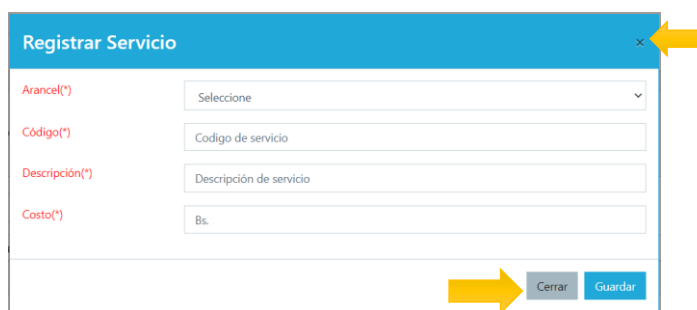 Registrar Servicio ×
Arancel(*) Seleccione
Código(*) Codigo de servicio
Descripción(*) Descripción de servicio
Costo(*) Bs.
Cerrar Guardar